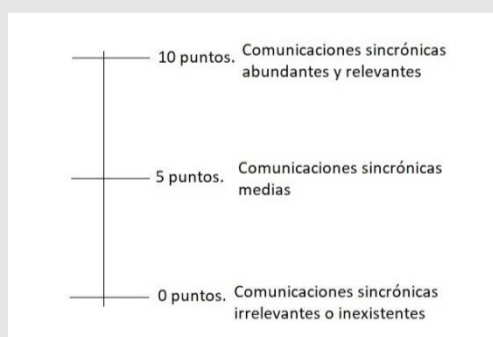 10 puntos. Comunicaciones sincrónicas
abundantes y relevantes
5 puntos. Comunicaciones sincrónicas
medias
0 puntos. Comunicaciones sincrónicas
irrelevantes o inexistentes